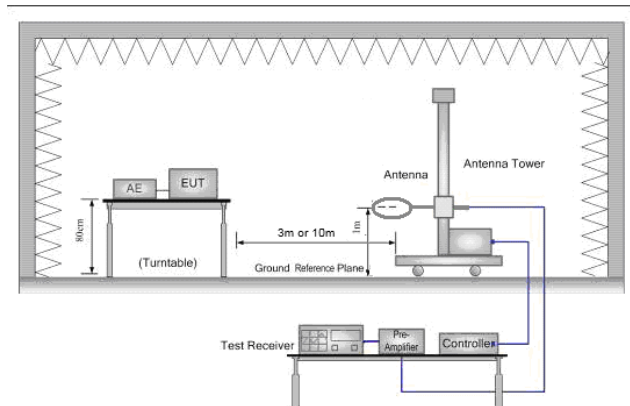 AE
EUT
Antenna
Antenna Tower
80cm
3m or 10m
1m
(Turntable)
Ground Reference Plane
Test Receiver
Pre-
Amplifier
Controller